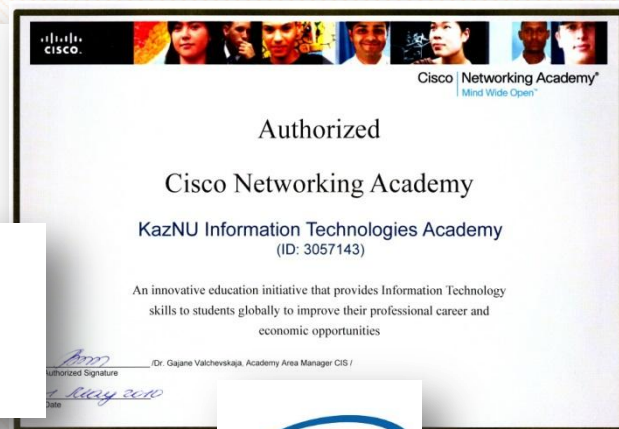 CISCO.
Cisco Networking Academy®
Mind Wide Open™
Authorized
Cisco Networking Academy
KazNU Information Technologies Academy
(ID: 3057143)
An innovative education initiative that provides Information Technology
skills to students globally to improve their professional career and
economic opportunities
/Dr. Gajane Valchevskaja, Academy Area Manager CIS /
Authorized Signature
May 2010
Date